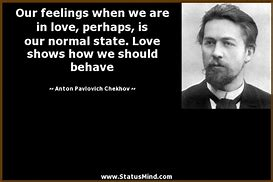 Our feelings when we are
in love, perhaps, is
our normal state. Love
shows how we should
behave
~~ Anton Pavlovich Chekhov ~~
www.StatusMind.com